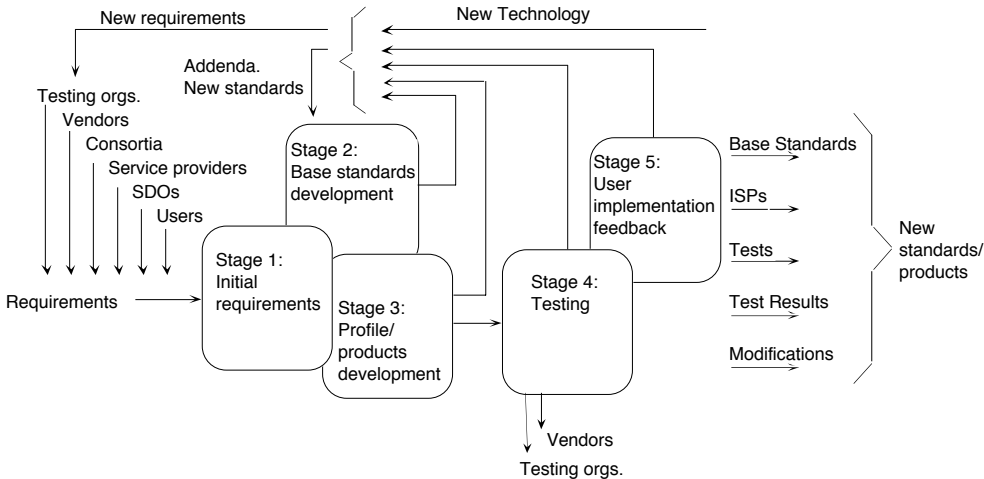 New requirements
New Technology
Addenda.
New standards
Testing orgs.
Vendors
Consortia
Service providers
SDOs
Users
Requirements
Stage 1:
Initial
requirements
Stage 2:
Base standards
development
Stage 3:
Profile/
products
development
Stage 4:
Testing
Stage 5:
User
implementation
feedback
Vendors
Testing orgs.
Base Standards
ISPs
Tests
Test Results
Modifications
New
standards/
products